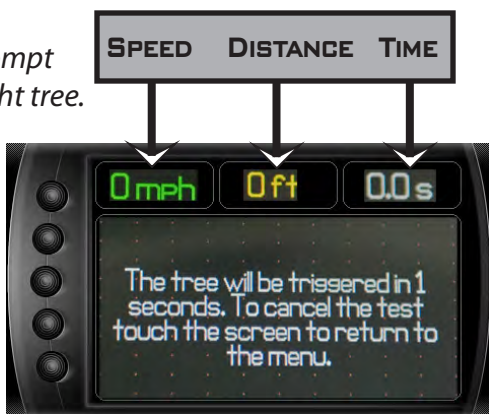 mpt
ht tree.
SPEED DISTANCE TIME
0 mph 0 ft 0.0 s
The tree will be triggered in 1
seconds. To cancel the test
touch the screen to return to
the menu.